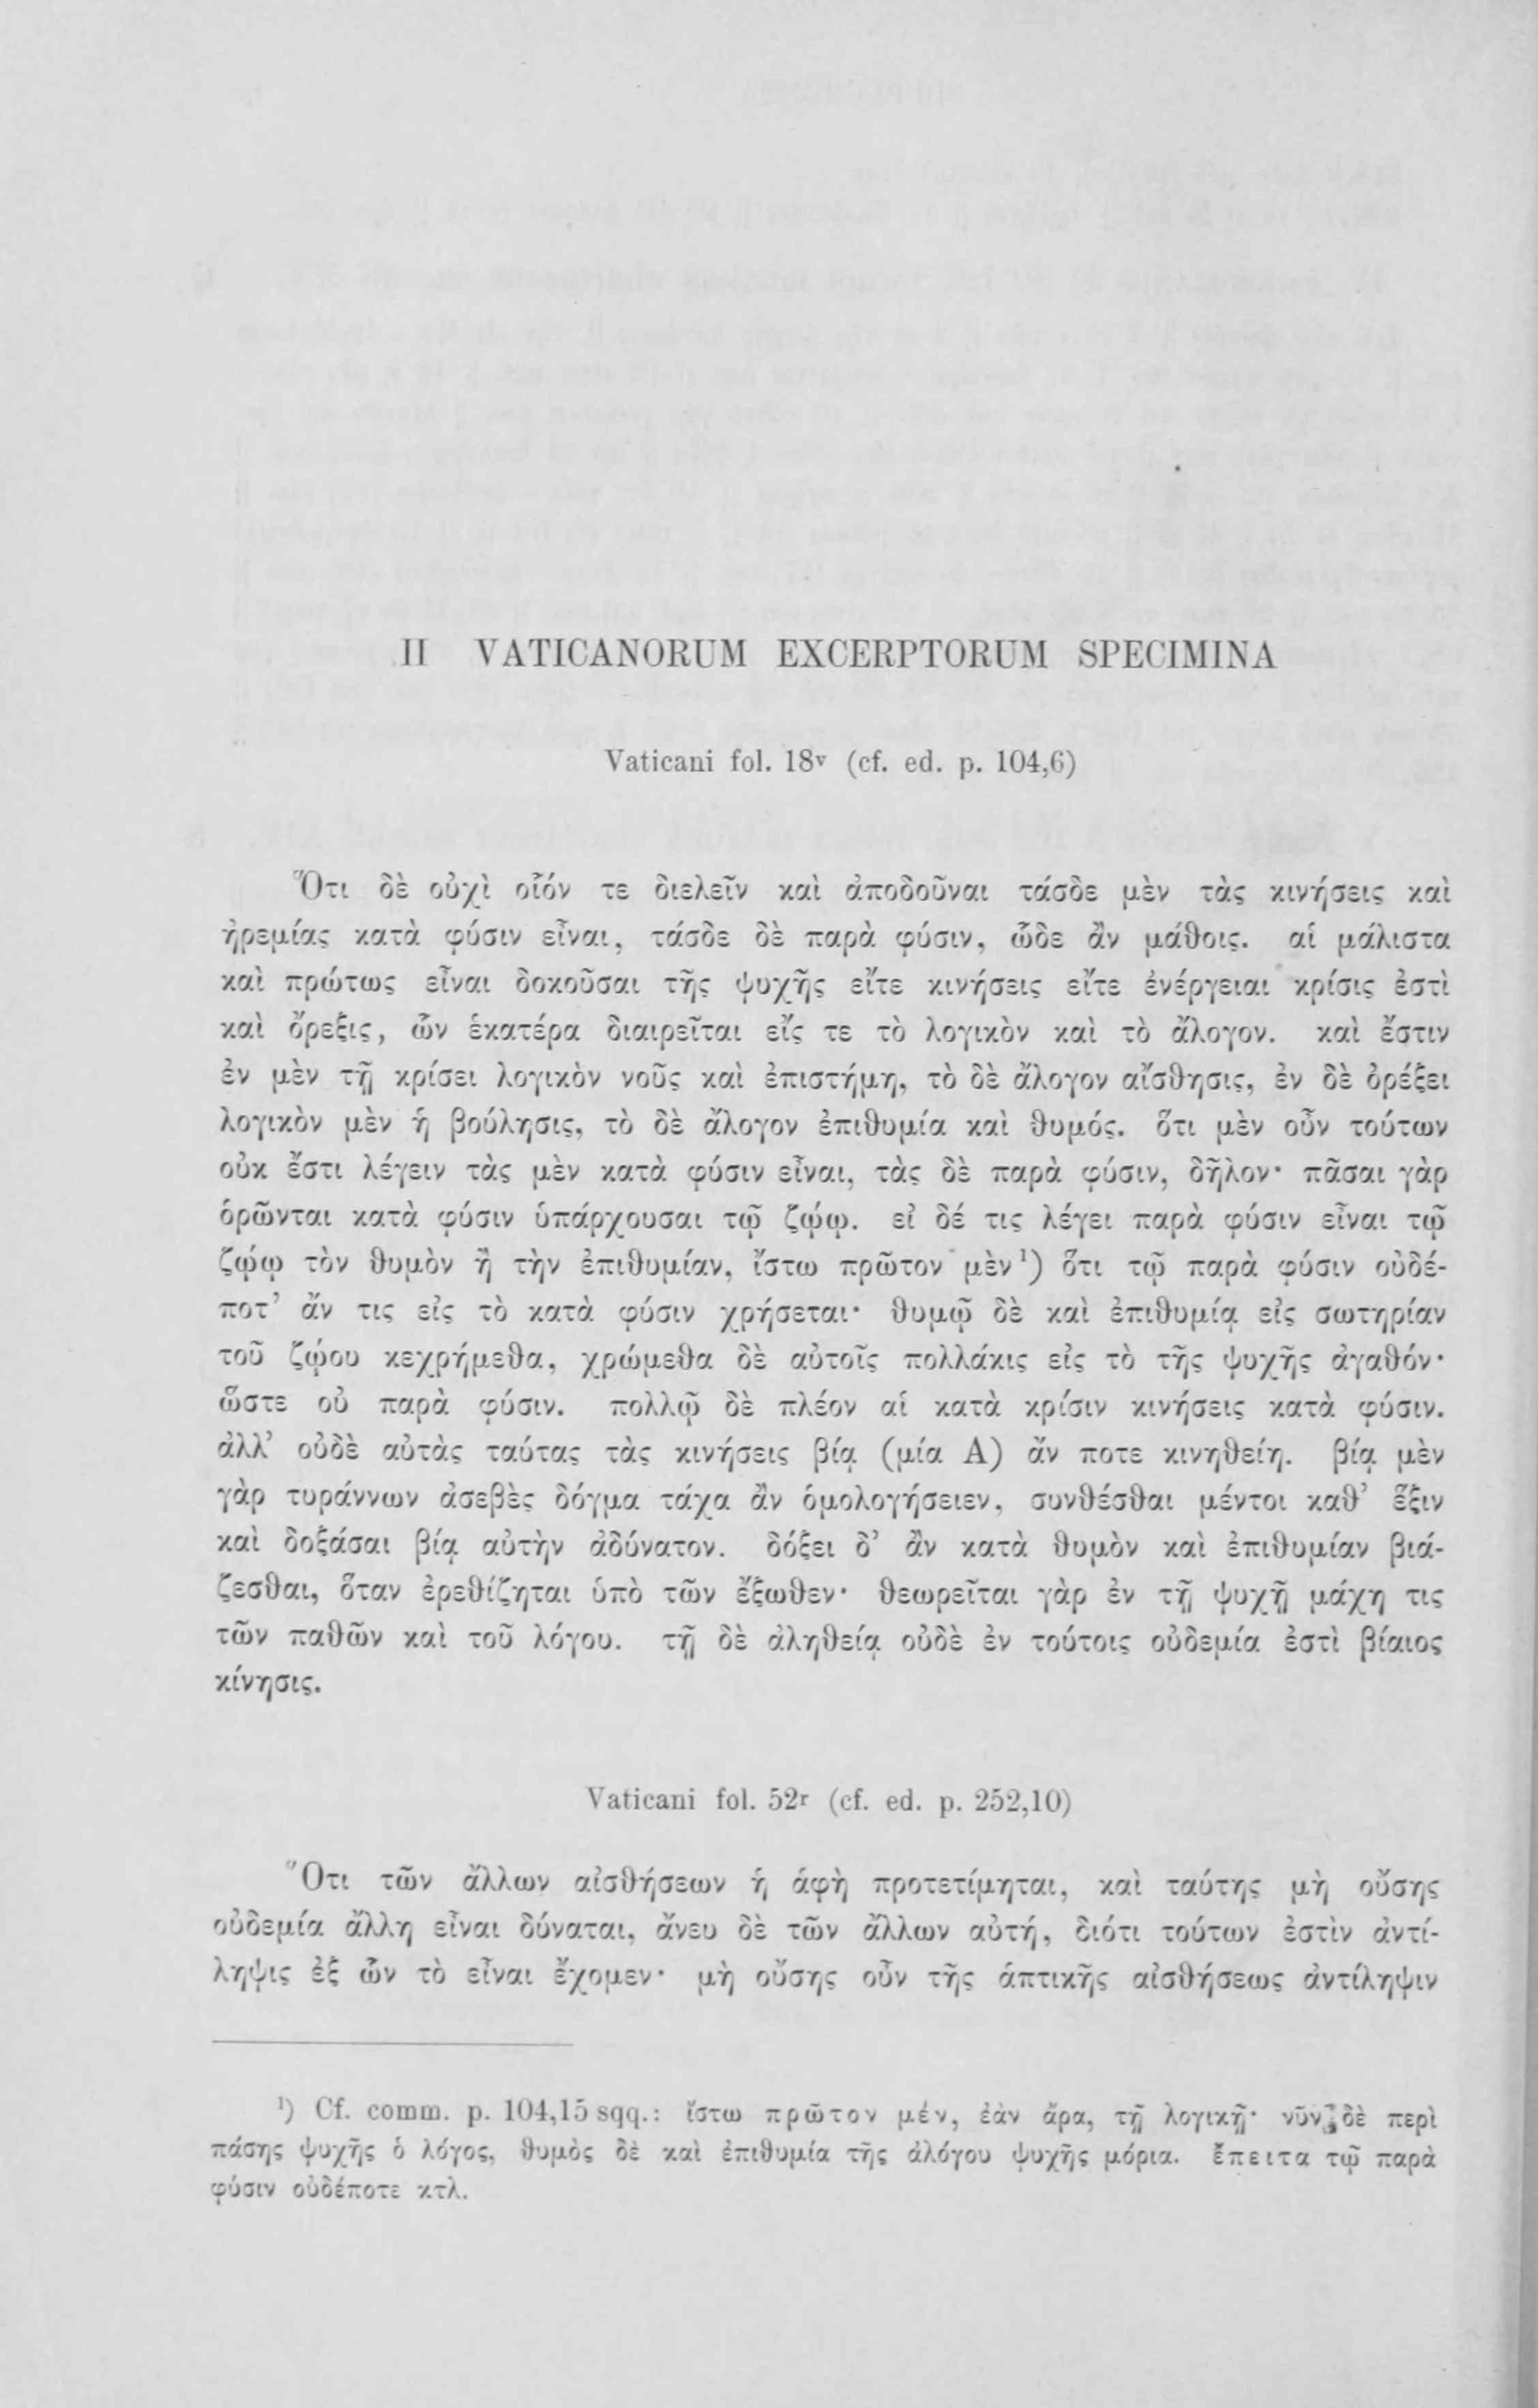 II VATICANORUM EXCERPTORUM SPECIMINA
Vaticani fol. 18v (cf. ed. p. 104,6)
Ὅτι δὲ οὐχὶ οἷόν τε διελεῖν καὶ ἀποδοῦναι τάσδε μὲν τὰς κινήσεις καὶ
ἠρεμίας κατὰ φύσιν εἶναι, τάσδε δὲ παρὰ φύσιν, ὧδε ἂν μάθοις. αἱ μάλιστα
καὶ πρώτως εἶναι δοκοῦσαι τῆς ψυχῆς εἴτε κινήσεις εἴτε ἐνέργειαι κρίσις ἐστὶ
καὶ ὄρεξις, ὧν ἑκατέρα διαιρεῖται εἴς τε τὸ λογικὸν καὶ τὸ ἄλογον. καὶ ἔστιν
ἐν μὲν τῇ κρίσει λογικὸν νοῦς καὶ ἐπιστήμη, τὸ δὲ ἄλογον αἴσθησις, ἐν δὲ ὀρέξει
λογικὸν μὲν ἡ βούλησις, τὸ δὲ ἄλογον ἐπιθυμία καὶ θυμός. ὅτι μὲν οὖν τούτων
οὐκ ἔστι λέγειν τὰς μὲν κατὰ φύσιν εἶναι, τὰς δὲ παρὰ φύσιν, δῆλον· πᾶσαι γὰρ
ὁρῶνται κατὰ φύσιν ὑπάρχουσαι τῷ ζῴῳ. εἰ δέ τις λέγει παρὰ φύσιν εἶναι τῷ
ζῴῳ τὸν θυμὸν ἢ τὴν ἐπιθυμίαν, ἴστω πρῶτον μὲν¹) ὅτι τῷ παρὰ φύσιν οὐδέ-
ποτ’ ἄν τις εἰς τὸ κατὰ φύσιν χρήσεται· θυμῷ δὲ καὶ ἐπιθυμίᾳ εἰς σωτηρίαν
τοῦ ζῴου κεχρήμεθα, χρώμεθα δὲ αὐτοῖς πολλάκις εἰς τὸ τῆς ψυχῆς ἀγαθόν·
ὥστε οὐ παρὰ φύσιν. πολλῷ δὲ πλέον αἱ κατὰ κρίσιν κινήσεις κατὰ φύσιν.
ἀλλ’ οὐδὲ αὐτὰς ταύτας τὰς κινήσεις βίᾳ (μία A) ἄν ποτε κινηθείη. βίᾳ μὲν
γὰρ τυράννων ἀσεβὲς δόγμα τάχα ἂν ὁμολογήσειεν, συνθέσθαι μέντοι καθ’ ἕξιν
καὶ δοξάσαι βίᾳ αὐτὴν ἀδύνατον. δόξει δ’ ἂν κατὰ θυμὸν καὶ ἐπιθυμίαν βιά-
ζεσθαι, ὅταν ἐρεθίζηται ὑπὸ τῶν ἔξωθεν· θεωρεῖται γὰρ ἐν τῇ ψυχῇ μάχη τις
τῶν παθῶν καὶ τοῦ λόγου. τῇ δὲ ἀληθείᾳ οὐδὲ ἐν τούτοις οὐδεμία ἐστὶ βίαιος
κίνησις.
Vaticani fol. 52r (cf. ed. p. 252,10)
Ὅτι τῶν ἄλλων αἰσθήσεων ἡ ἁφὴ προτετίμηται, καὶ ταύτης μὴ οὔσης
οὐδεμία ἄλλη εἶναι δύναται, ἄνευ δὲ τῶν ἄλλων αὐτή, διότι τούτων ἐστὶν ἀντί-
ληψις ἐξ ὧν τὸ εἶναι ἔχομεν· μὴ οὔσης οὖν τῆς ἁπτικῆς αἰσθήσεως ἀντίληψιν
¹) Cf. comm. p. 104,15 sqq.: ἴστω πρῶτον μέν, ἐὰν ἄρα, τῇ λογικῇ· νῦν δὲ περὶ
πάσης ψυχῆς ὁ λόγος, θυμὸς δὲ καὶ ἐπιθυμία τῆς ἀλόγου ψυχῆς μόρια. ἔπειτα τῷ παρὰ
φύσιν οὐδέποτε κτλ.